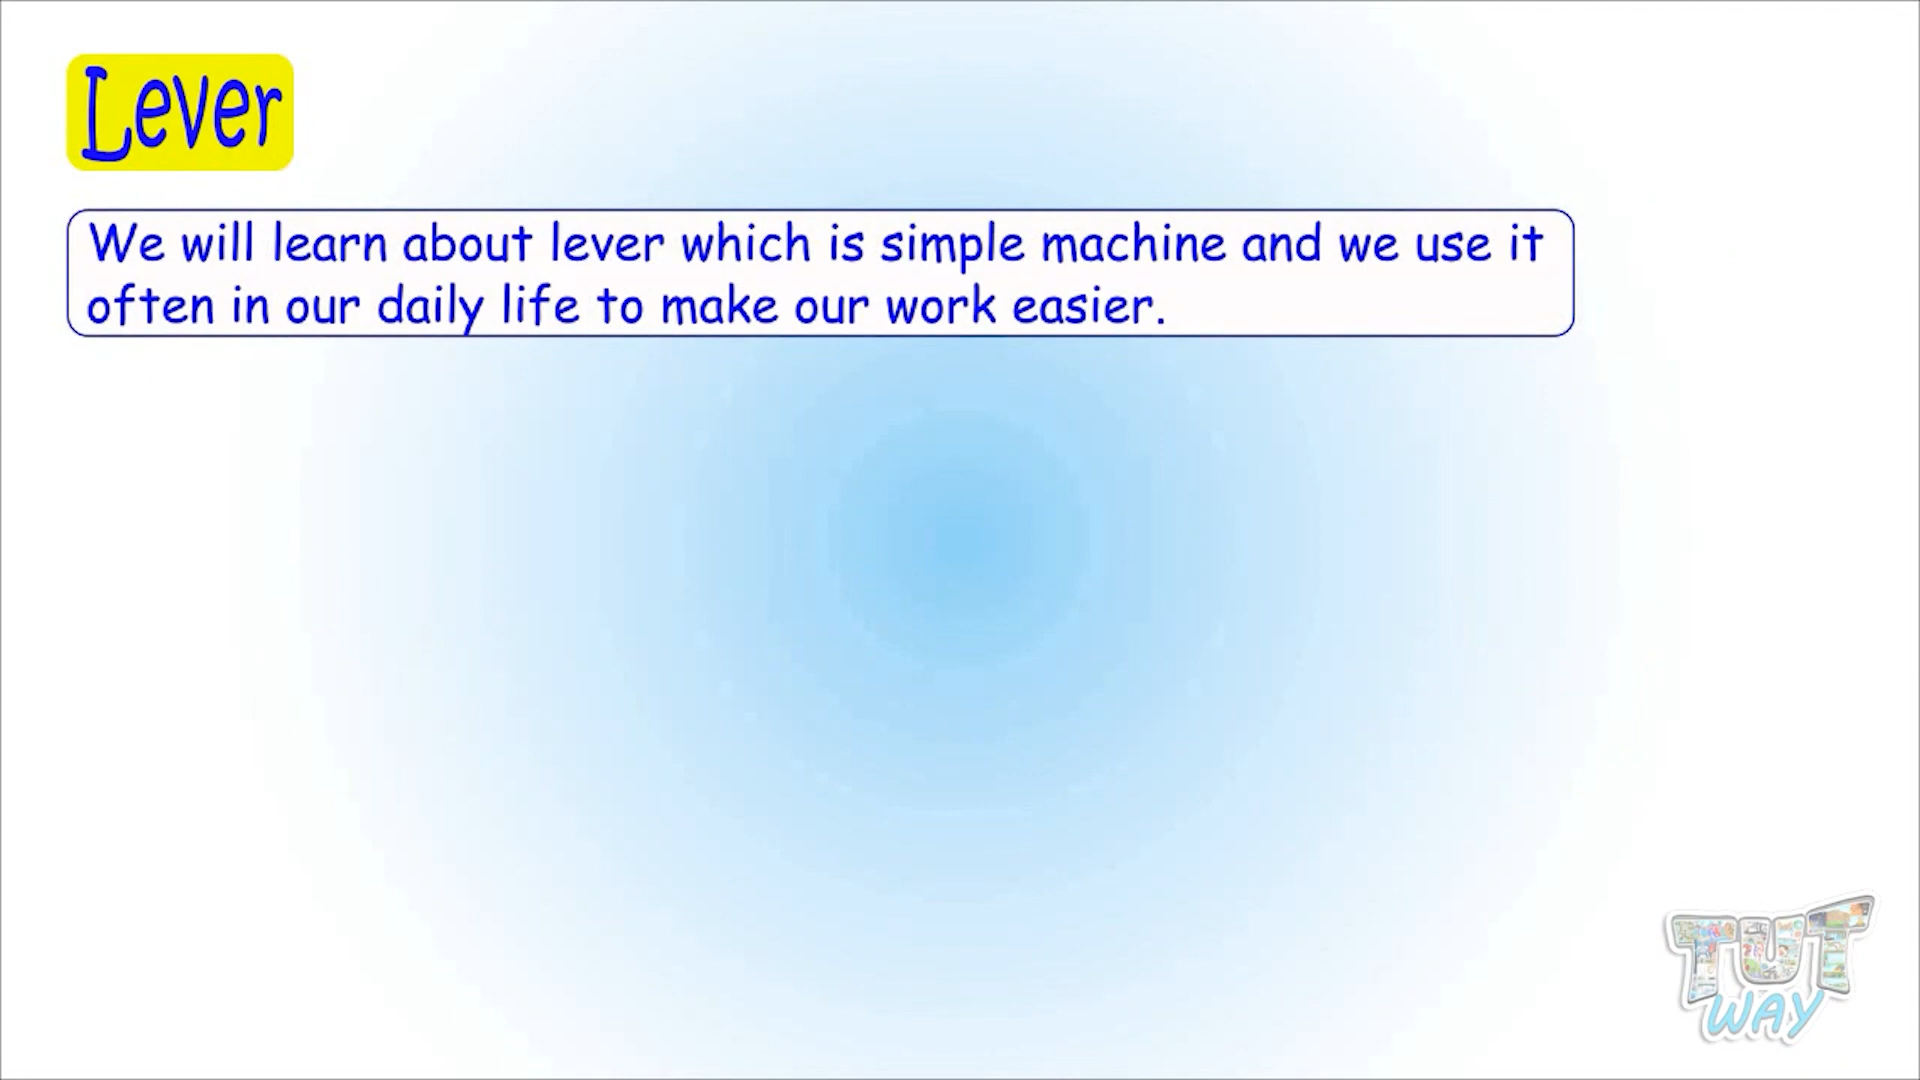 Lever
We will learn about lever which is simple machine and we use it
often in our daily life to make our work easier.
TUT
WAY